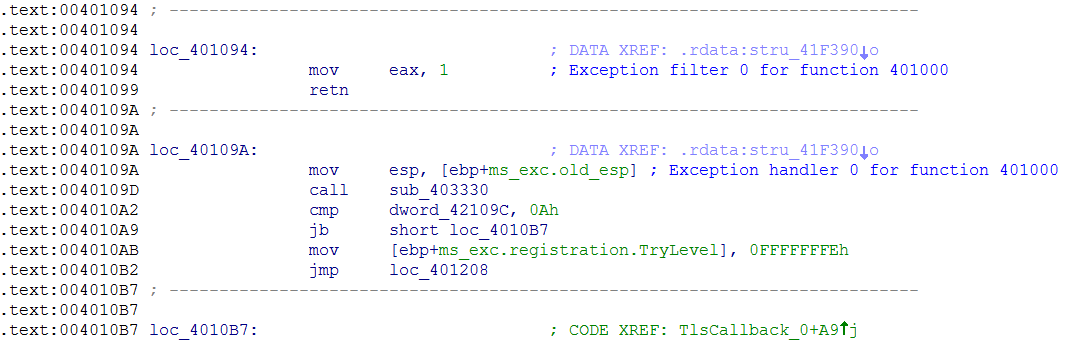 .text:00401094 ; ---------------------------------------------------------------------------
.text:00401094
.text:00401094 loc_401094: ; DATA XREF: .rdata:stru_41F390↓o
.text:00401094 mov eax, 1 ; Exception filter 0 for function 401000
.text:00401099 retn
.text:0040109A ; ---------------------------------------------------------------------------
.text:0040109A
.text:0040109A loc_40109A: ; DATA XREF: .rdata:stru_41F390↓o
.text:0040109A mov esp, [ebp+ms_exc.old_esp] ; Exception handler 0 for function 401000
.text:0040109D call sub_403330
.text:004010A2 cmp dword_42109C, 0Ah
.text:004010A9 jb short loc_4010B7
.text:004010AB mov [ebp+ms_exc.registration.TryLevel], 0FFFFFFFEh
.text:004010B2 jmp loc_401208
.text:004010B7 ; ---------------------------------------------------------------------------
.text:004010B7
.text:004010B7 loc_4010B7: ; CODE XREF: TlsCallback_0+A9↑j